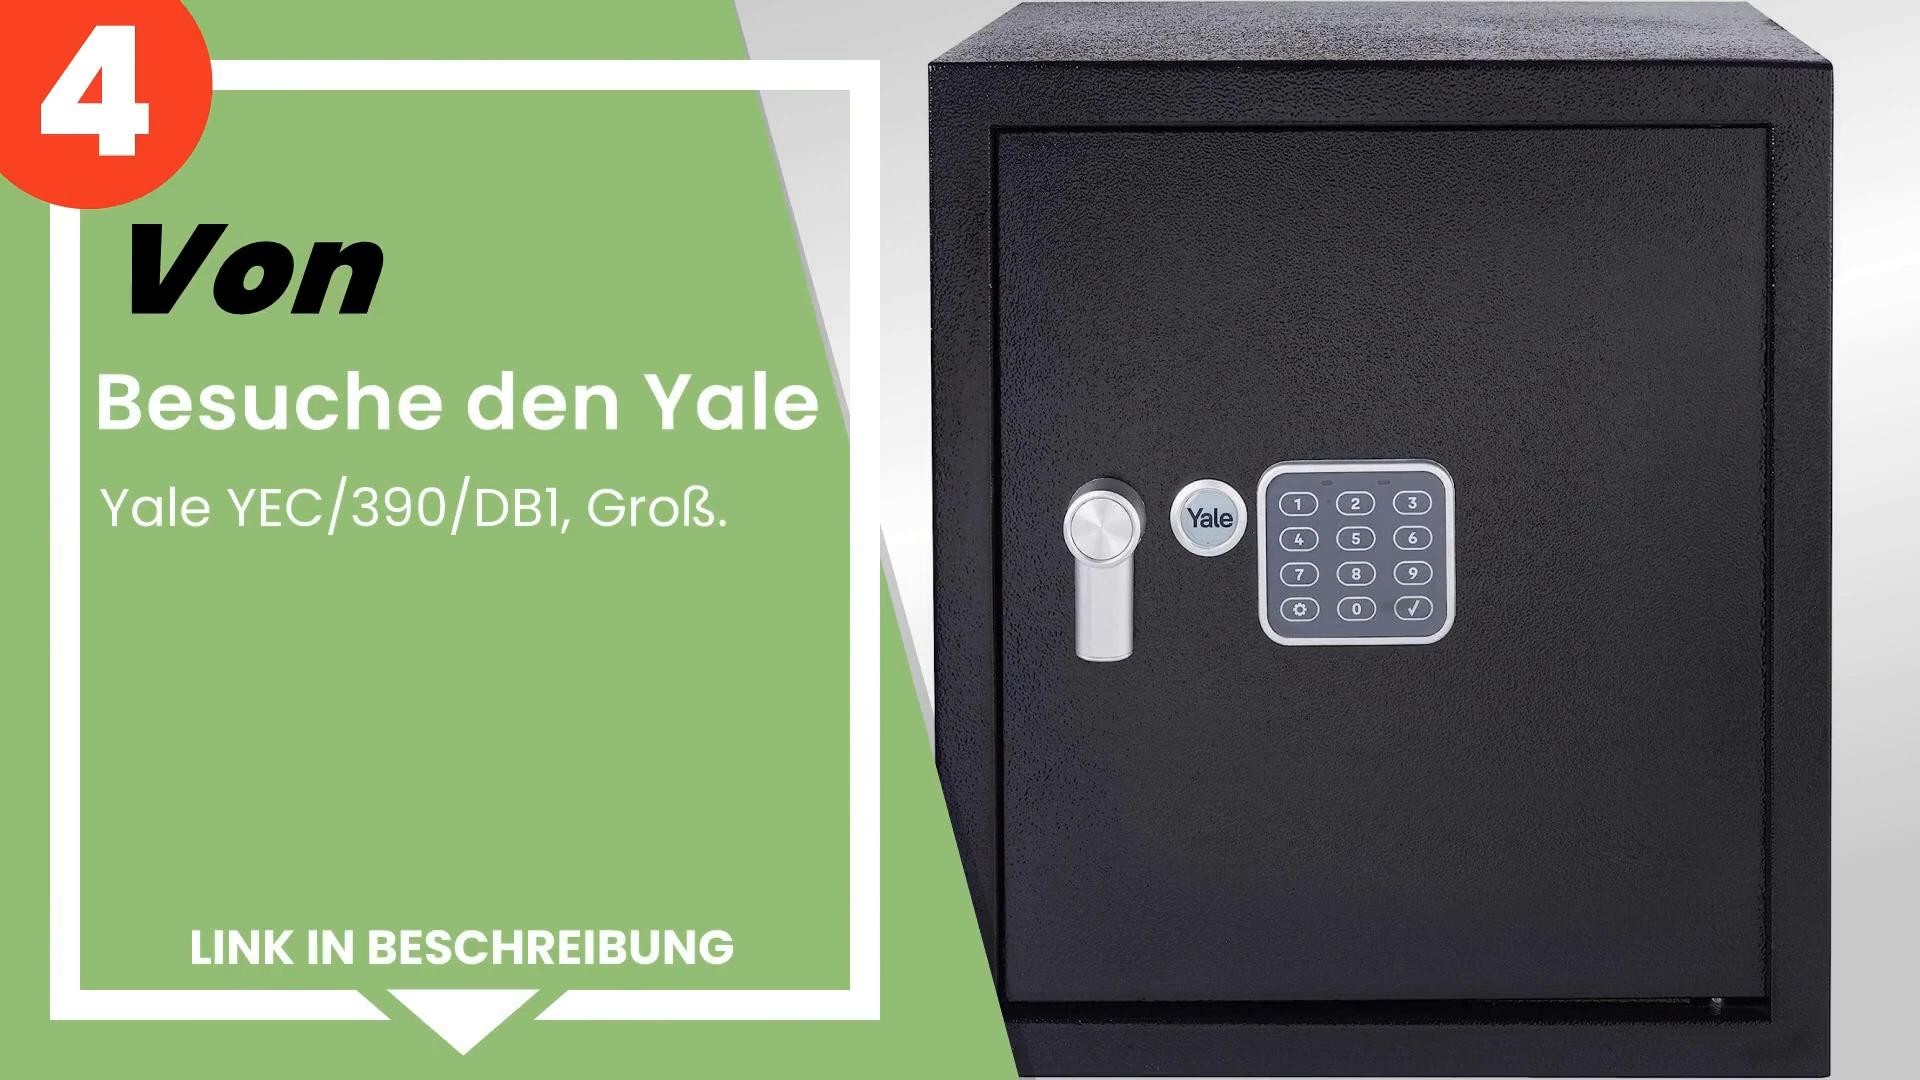 4
Von
Besuche den Yale
Yale YEC/390/DB1, Groß.
LINK IN BESCHREIBUNG
Yale
1 2 3
4 5 6
7 8 9
0 ✓